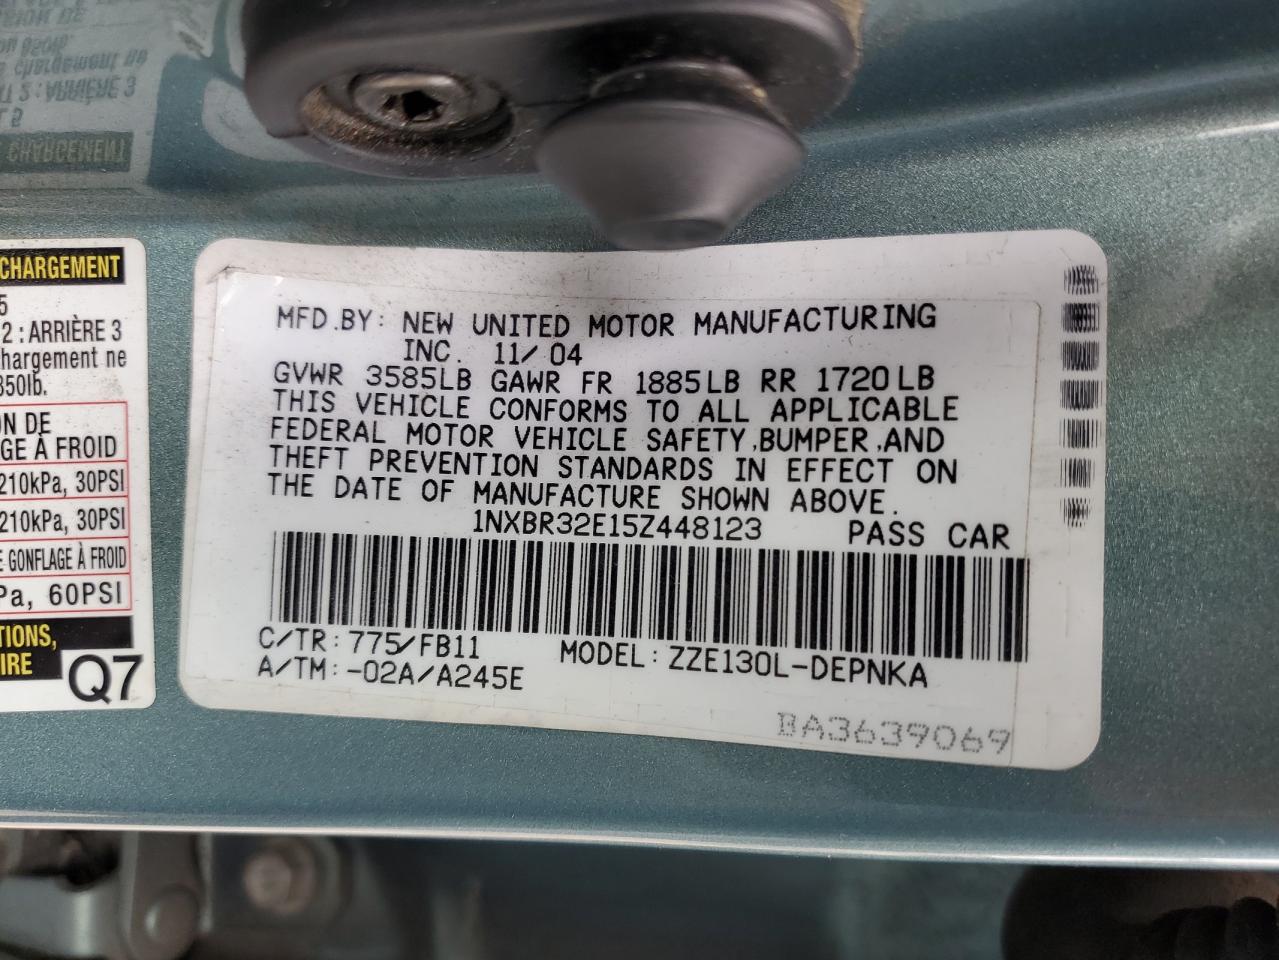 CHARGEMENT
5
2 : ARRIÈRE 3
hargement ne
350lb.
ON DE
GE À FROID
210kPa, 30PSI
210kPa, 30PSI
E GONFLAGE À FROID
Pa, 60PSI
TIONS,
IRE
Q7
MFD.BY: NEW UNITED MOTOR MANUFACTURING
INC. 11/04
GVWR 3585LB GAWR FR 1885LB RR 1720LB
THIS VEHICLE CONFORMS TO ALL APPLICABLE
FEDERAL MOTOR VEHICLE SAFETY,BUMPER,AND
THEFT PREVENTION STANDARDS IN EFFECT ON
THE DATE OF MANUFACTURE SHOWN ABOVE.
1NXBR32E15Z448123 PASS CAR
C/TR: 775/FB11 MODEL: ZZE130L-DEPNKA
A/TM: -02A/A245E
BA3639069